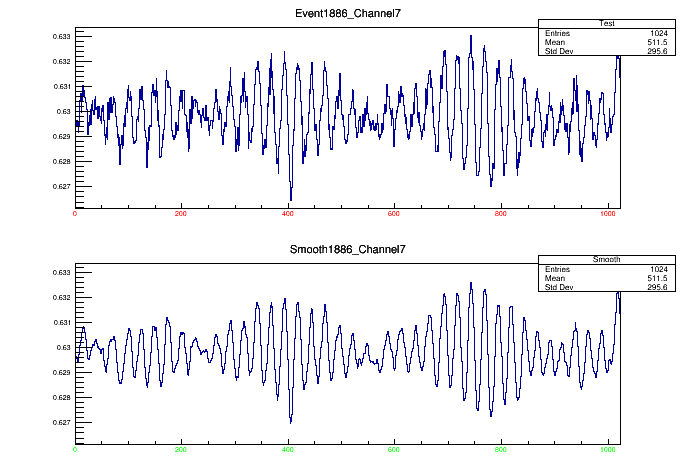 Event1886_Channel7
Test
Entries 1024
Mean 511.5
Std Dev 295.6
0.633
0.632
0.631
0.63
0.629
0.628
0.627
0 200 400 600 800 1000
Smooth1886_Channel7
Smooth
Entries 1024
Mean 511.5
Std Dev 295.6
0.633
0.632
0.631
0.63
0.629
0.628
0.627
0 200 400 600 800 1000